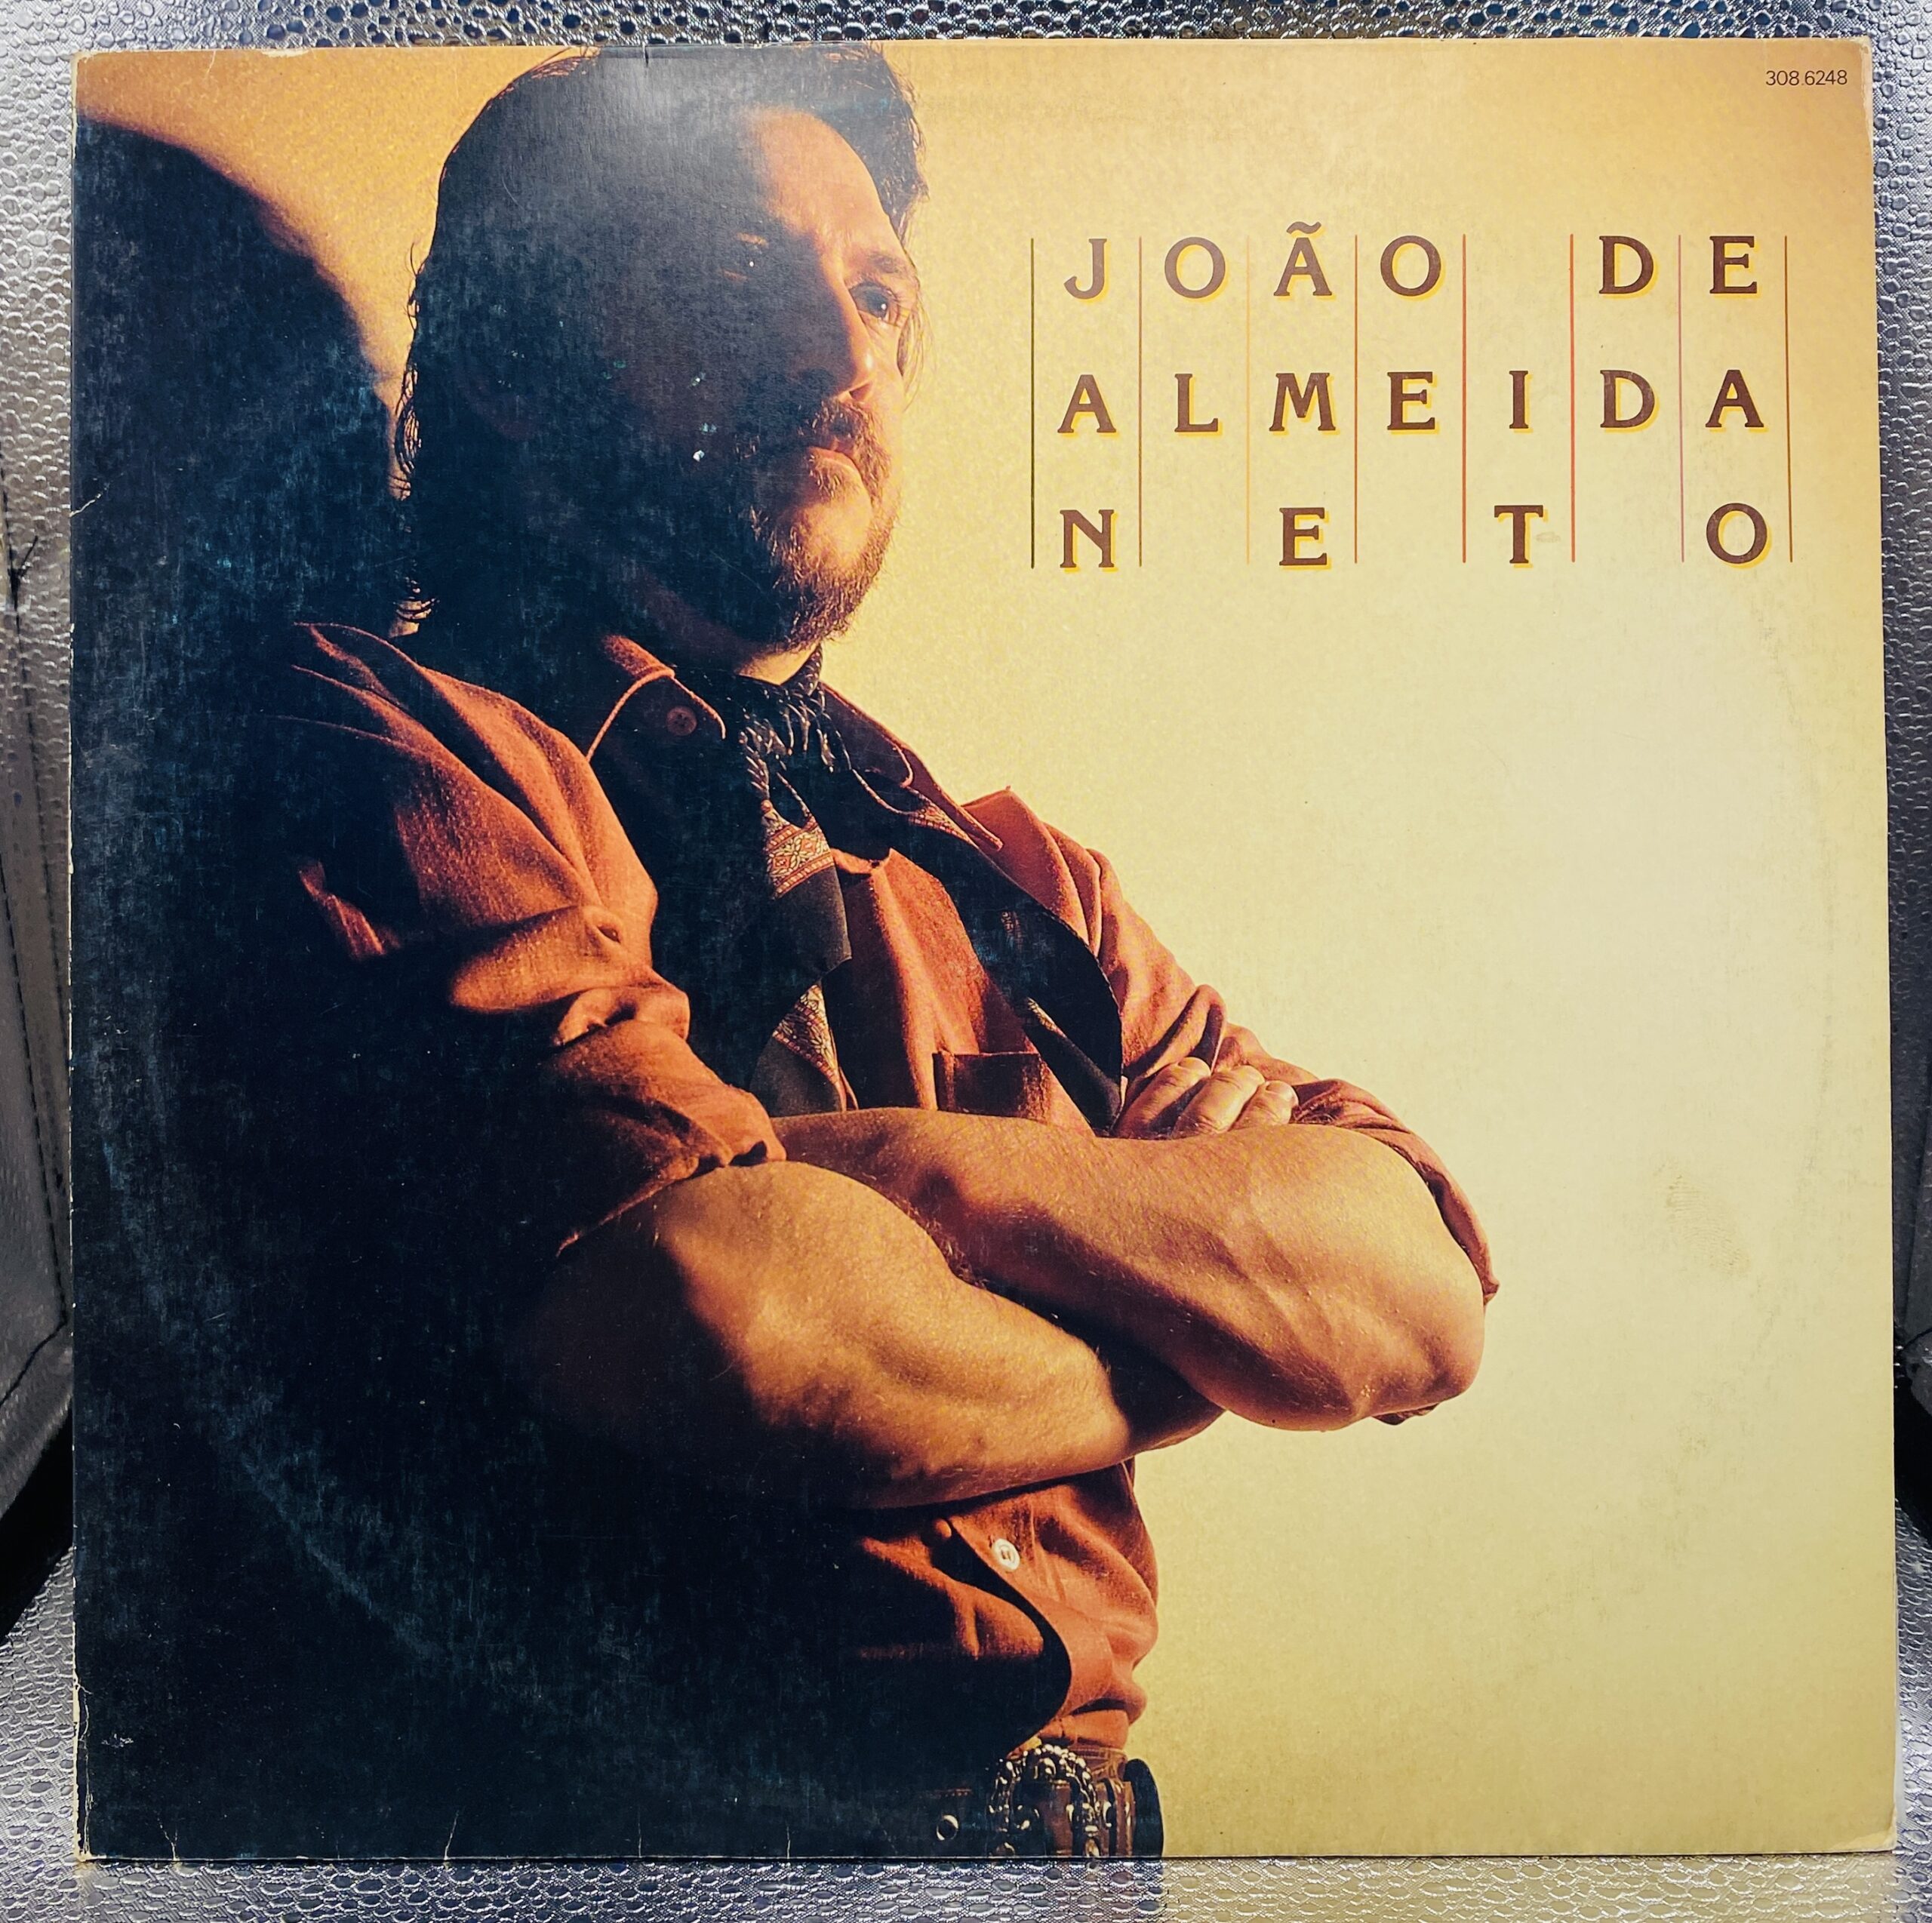 308.6248
JOÃO DE
ALMEIDA
NETO